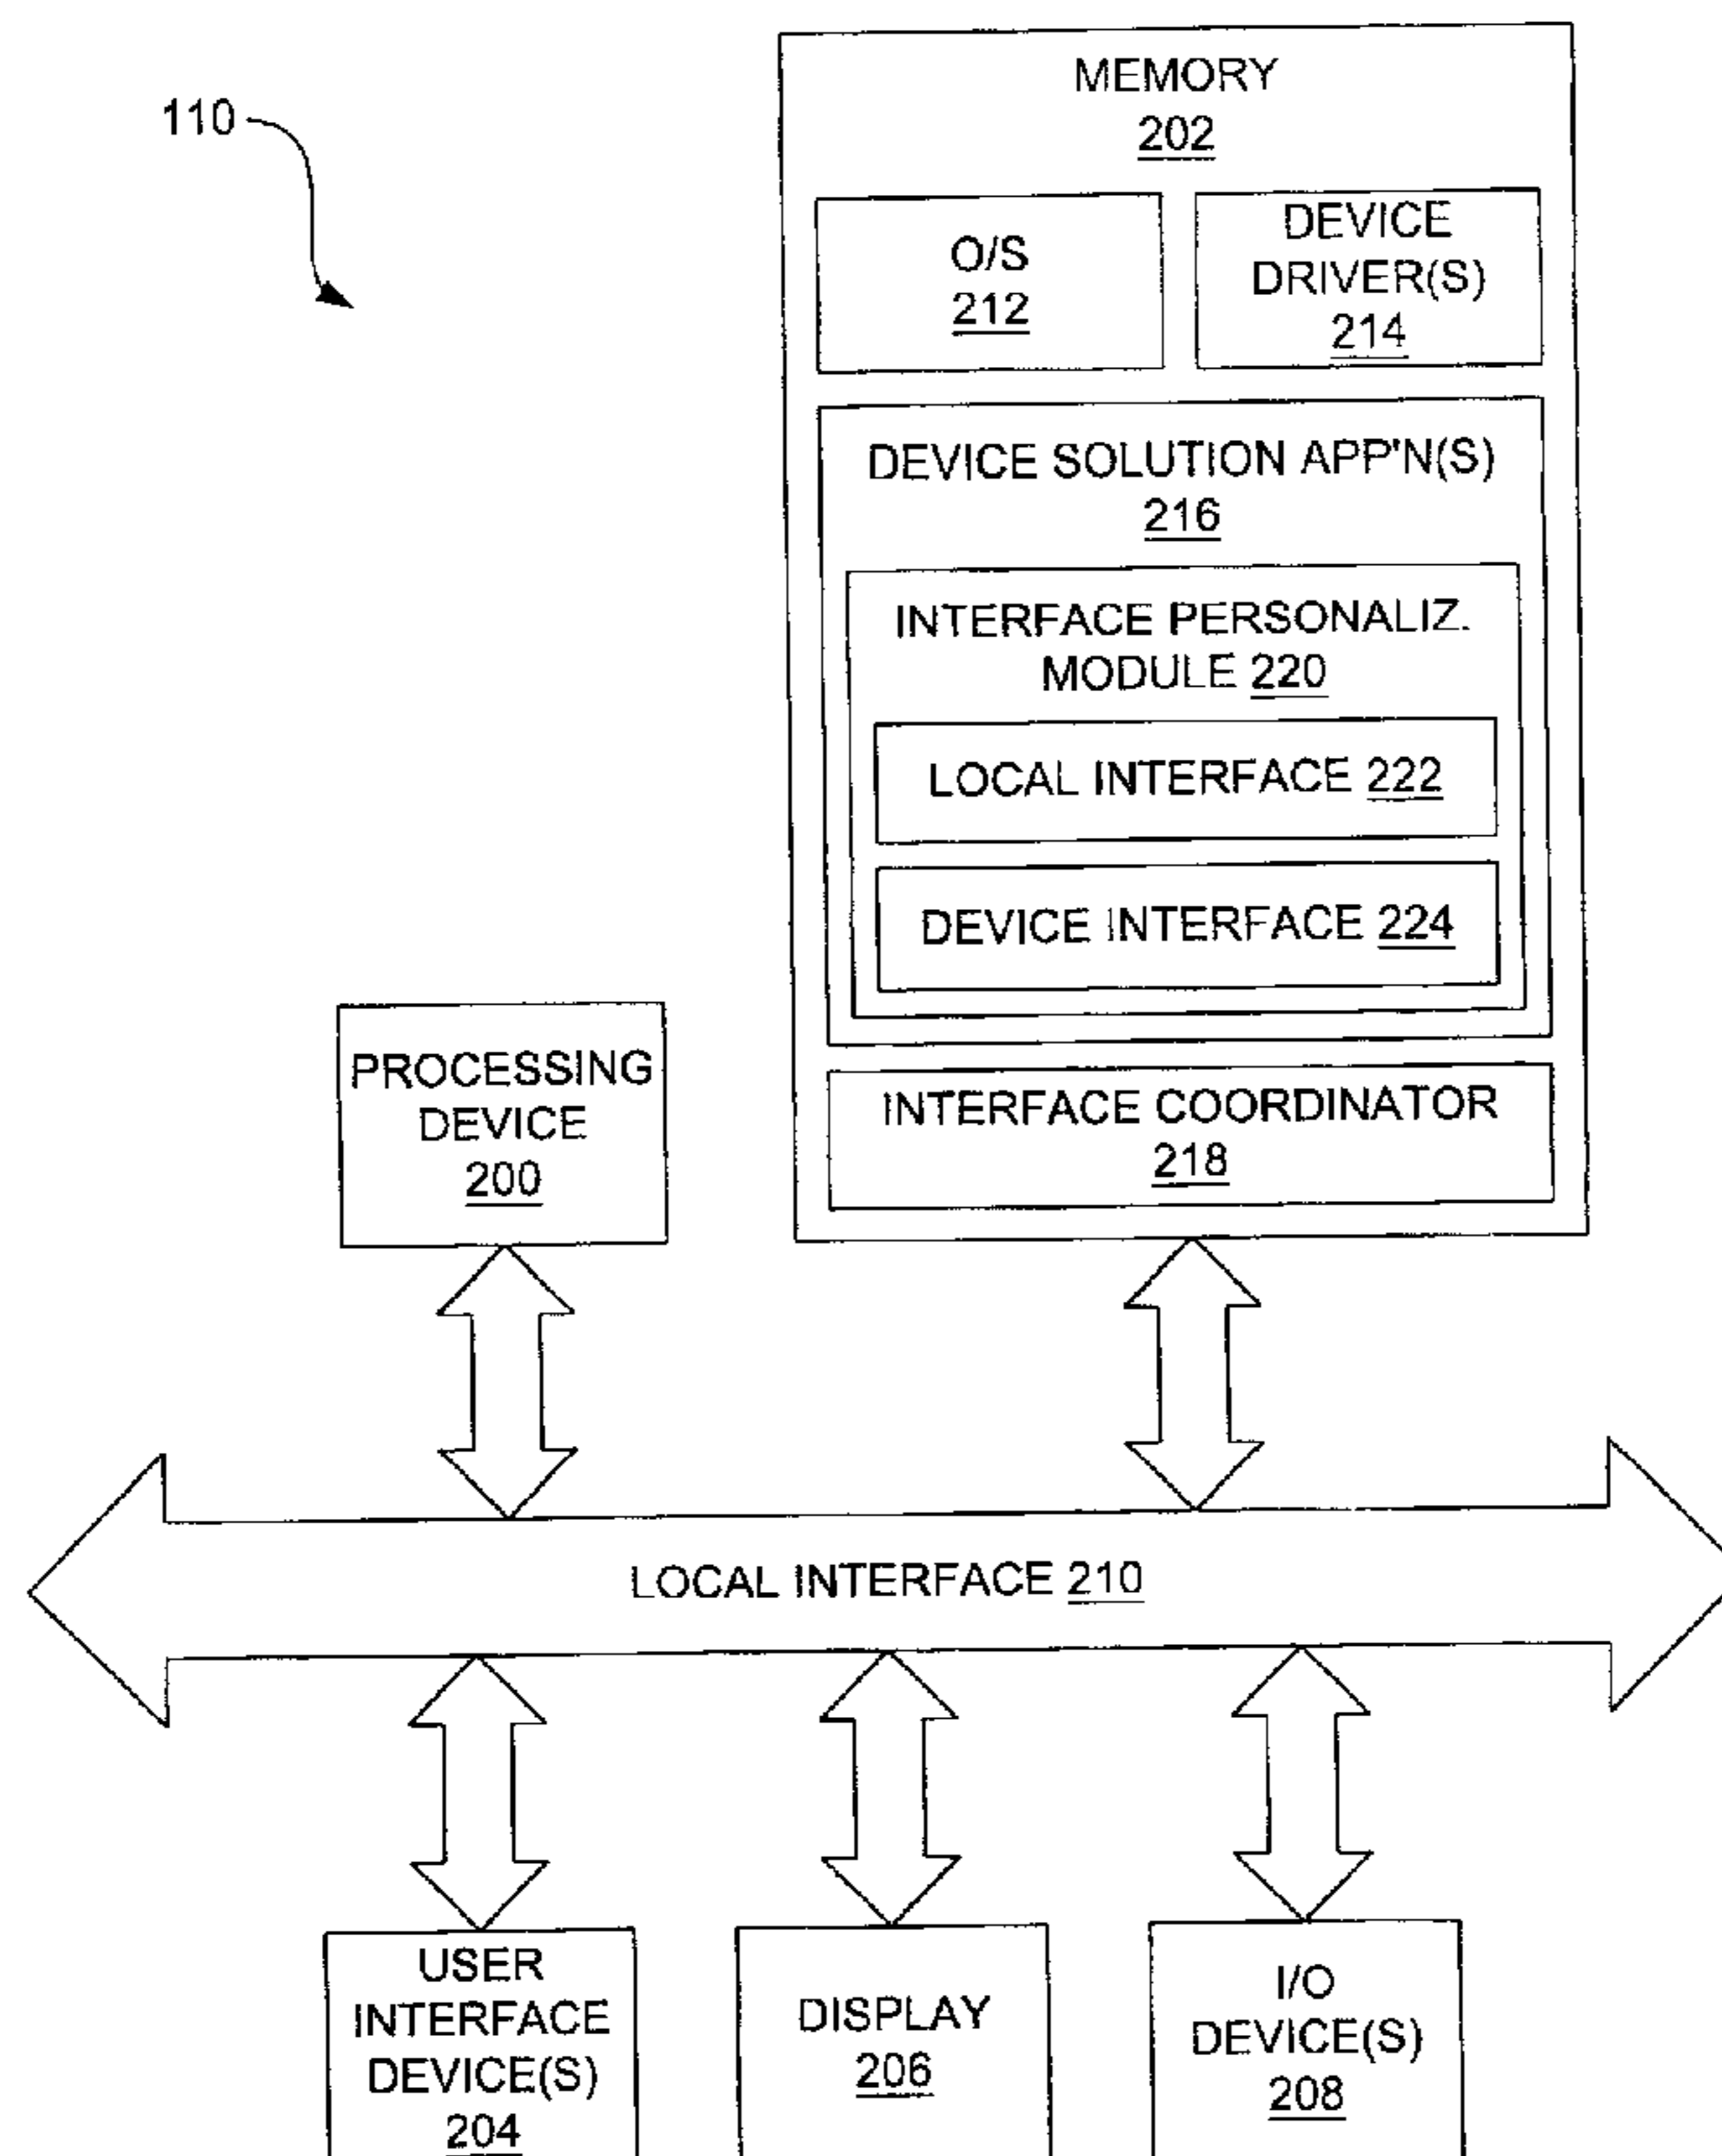 110
MEMORY
202
O/S
212
DEVICE
DRIVER(S)
214
DEVICE SOLUTION APP'N(S)
216
INTERFACE PERSONALIZ.
MODULE 220
LOCAL INTERFACE 222
DEVICE INTERFACE 224
INTERFACE COORDINATOR
218
PROCESSING
DEVICE
200
LOCAL INTERFACE 210
USER
INTERFACE
DEVICE(S)
204
DISPLAY
206
I/O
DEVICE(S)
208